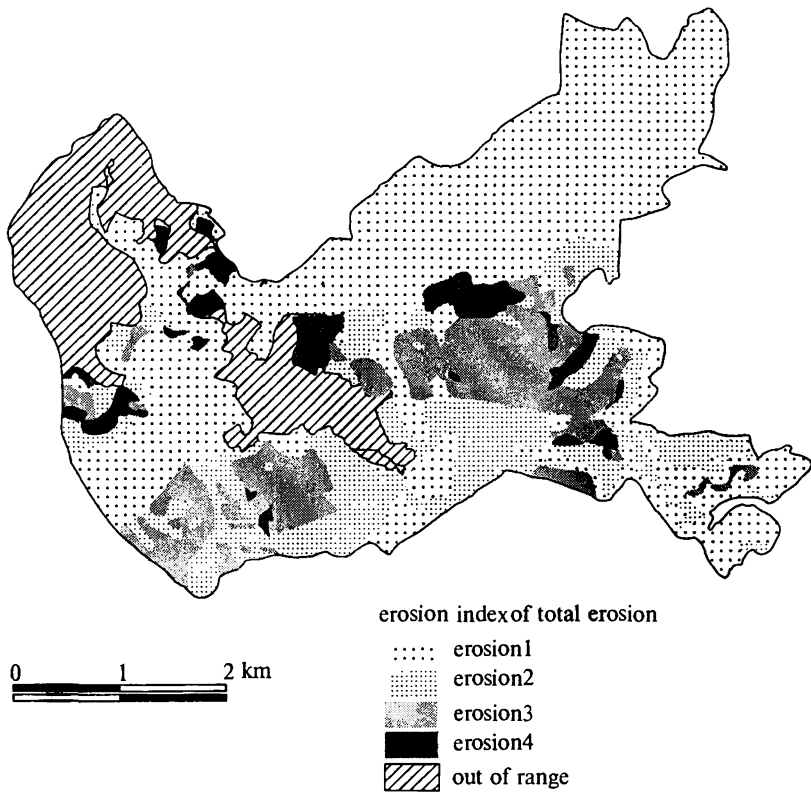 erosion index of total erosion
erosion1
erosion2
erosion3
erosion4
out of range
0 1 2 km